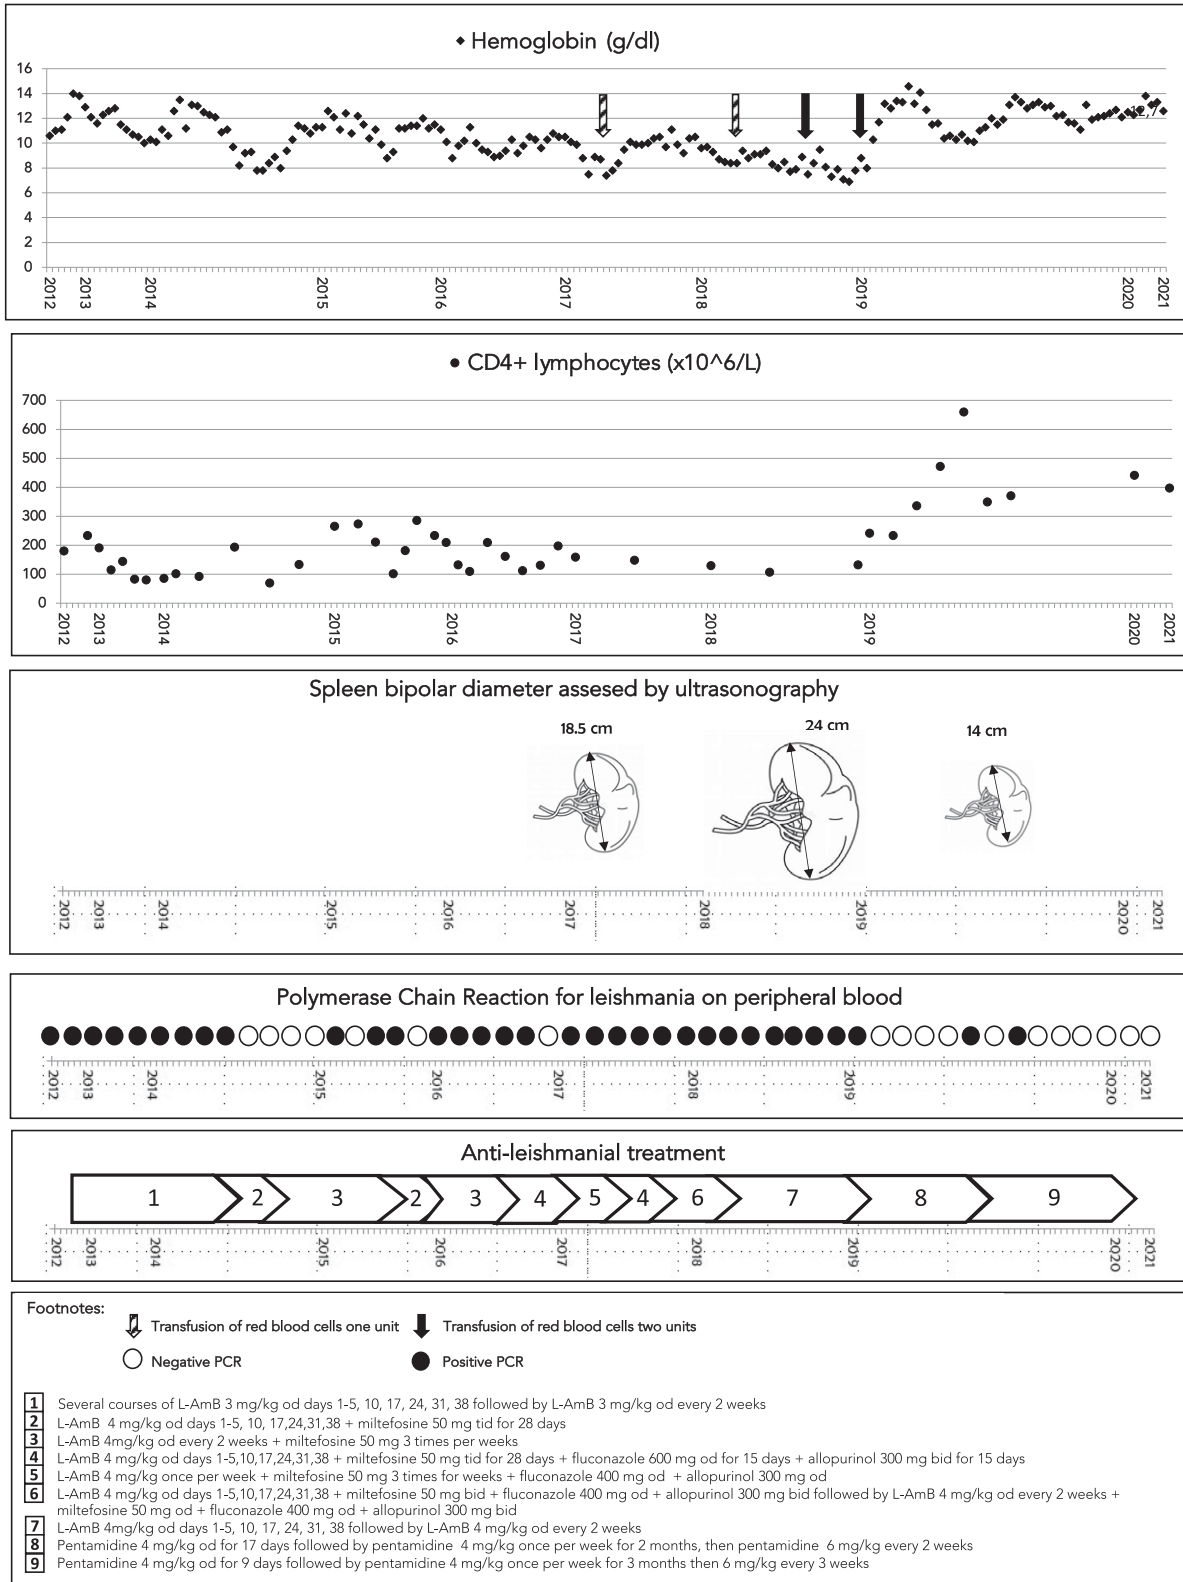 Hemoglobin (g/dl)
16
14
12
10
8
6
4
2
0
12,7
2012 2013 2014 2015 2016 2017 2018 2019 2020 2021
CD4+ lymphocytes (x10^6/L)
700
600
500
400
300
200
100
0
2012 2013 2014 2015 2016 2017 2018 2019 2020 2021
Spleen bipolar diameter assesed by ultrasonography
18.5 cm 24 cm 14 cm
2012 2013 2014 2015 2016 2017 2018 2019 2020 2021
Polymerase Chain Reaction for leishmania on peripheral blood
2012 2013 2014 2015 2016 2017 2018 2019 2020 2021
Anti-leishmanial treatment
1 2 3 2 3 4 5 4 6 7 8 9
2012 2013 2014 2015 2016 2017 2018 2019 2020 2021
Footnotes:
Transfusion of red blood cells one unit Transfusion of red blood cells two units
Negative PCR Positive PCR
1 Several courses of L-AmB 3 mg/kg od days 1-5, 10, 17, 24, 31, 38 followed by L-AmB 3 mg/kg od every 2 weeks
2 L-AmB 4 mg/kg od days 1-5, 10, 17,24,31,38 + miltefosine 50 mg tid for 28 days
3 L-AmB 4mg/kg od every 2 weeks + miltefosine 50 mg 3 times per weeks
4 L-AmB 4 mg/kg od days 1-5,10,17,24,31,38 + miltefosine 50 mg tid for 28 days + fluconazole 600 mg od for 15 days + allopurinol 300 mg bid for 15 days
5 L-AmB 4 mg/kg once per week + miltefosine 50 mg 3 times for weeks + fluconazole 400 mg od + allopurinol 300 mg od
6 L-AmB 4 mg/kg od days 1-5,10,17,24,31,38 + miltefosine 50 mg bid + fluconazole 400 mg od + allopurinol 300 mg bid followed by L-AmB 4 mg/kg od every 2 weeks +
miltefosine 50 mg od + fluconazole 400 mg od + allopurinol 300 mg bid
7 L-AmB 4mg/kg od days 1-5, 10, 17, 24, 31, 38 followed by L-AmB 4 mg/kg od every 2 weeks
8 Pentamidine 4 mg/kg od for 17 days followed by pentamidine 4 mg/kg once per week for 2 months, then pentamidine 6 mg/kg every 2 weeks
9 Pentamidine 4 mg/kg od for 9 days followed by pentamidine 4 mg/kg once per week for 3 months then 6 mg/kg every 3 weeks